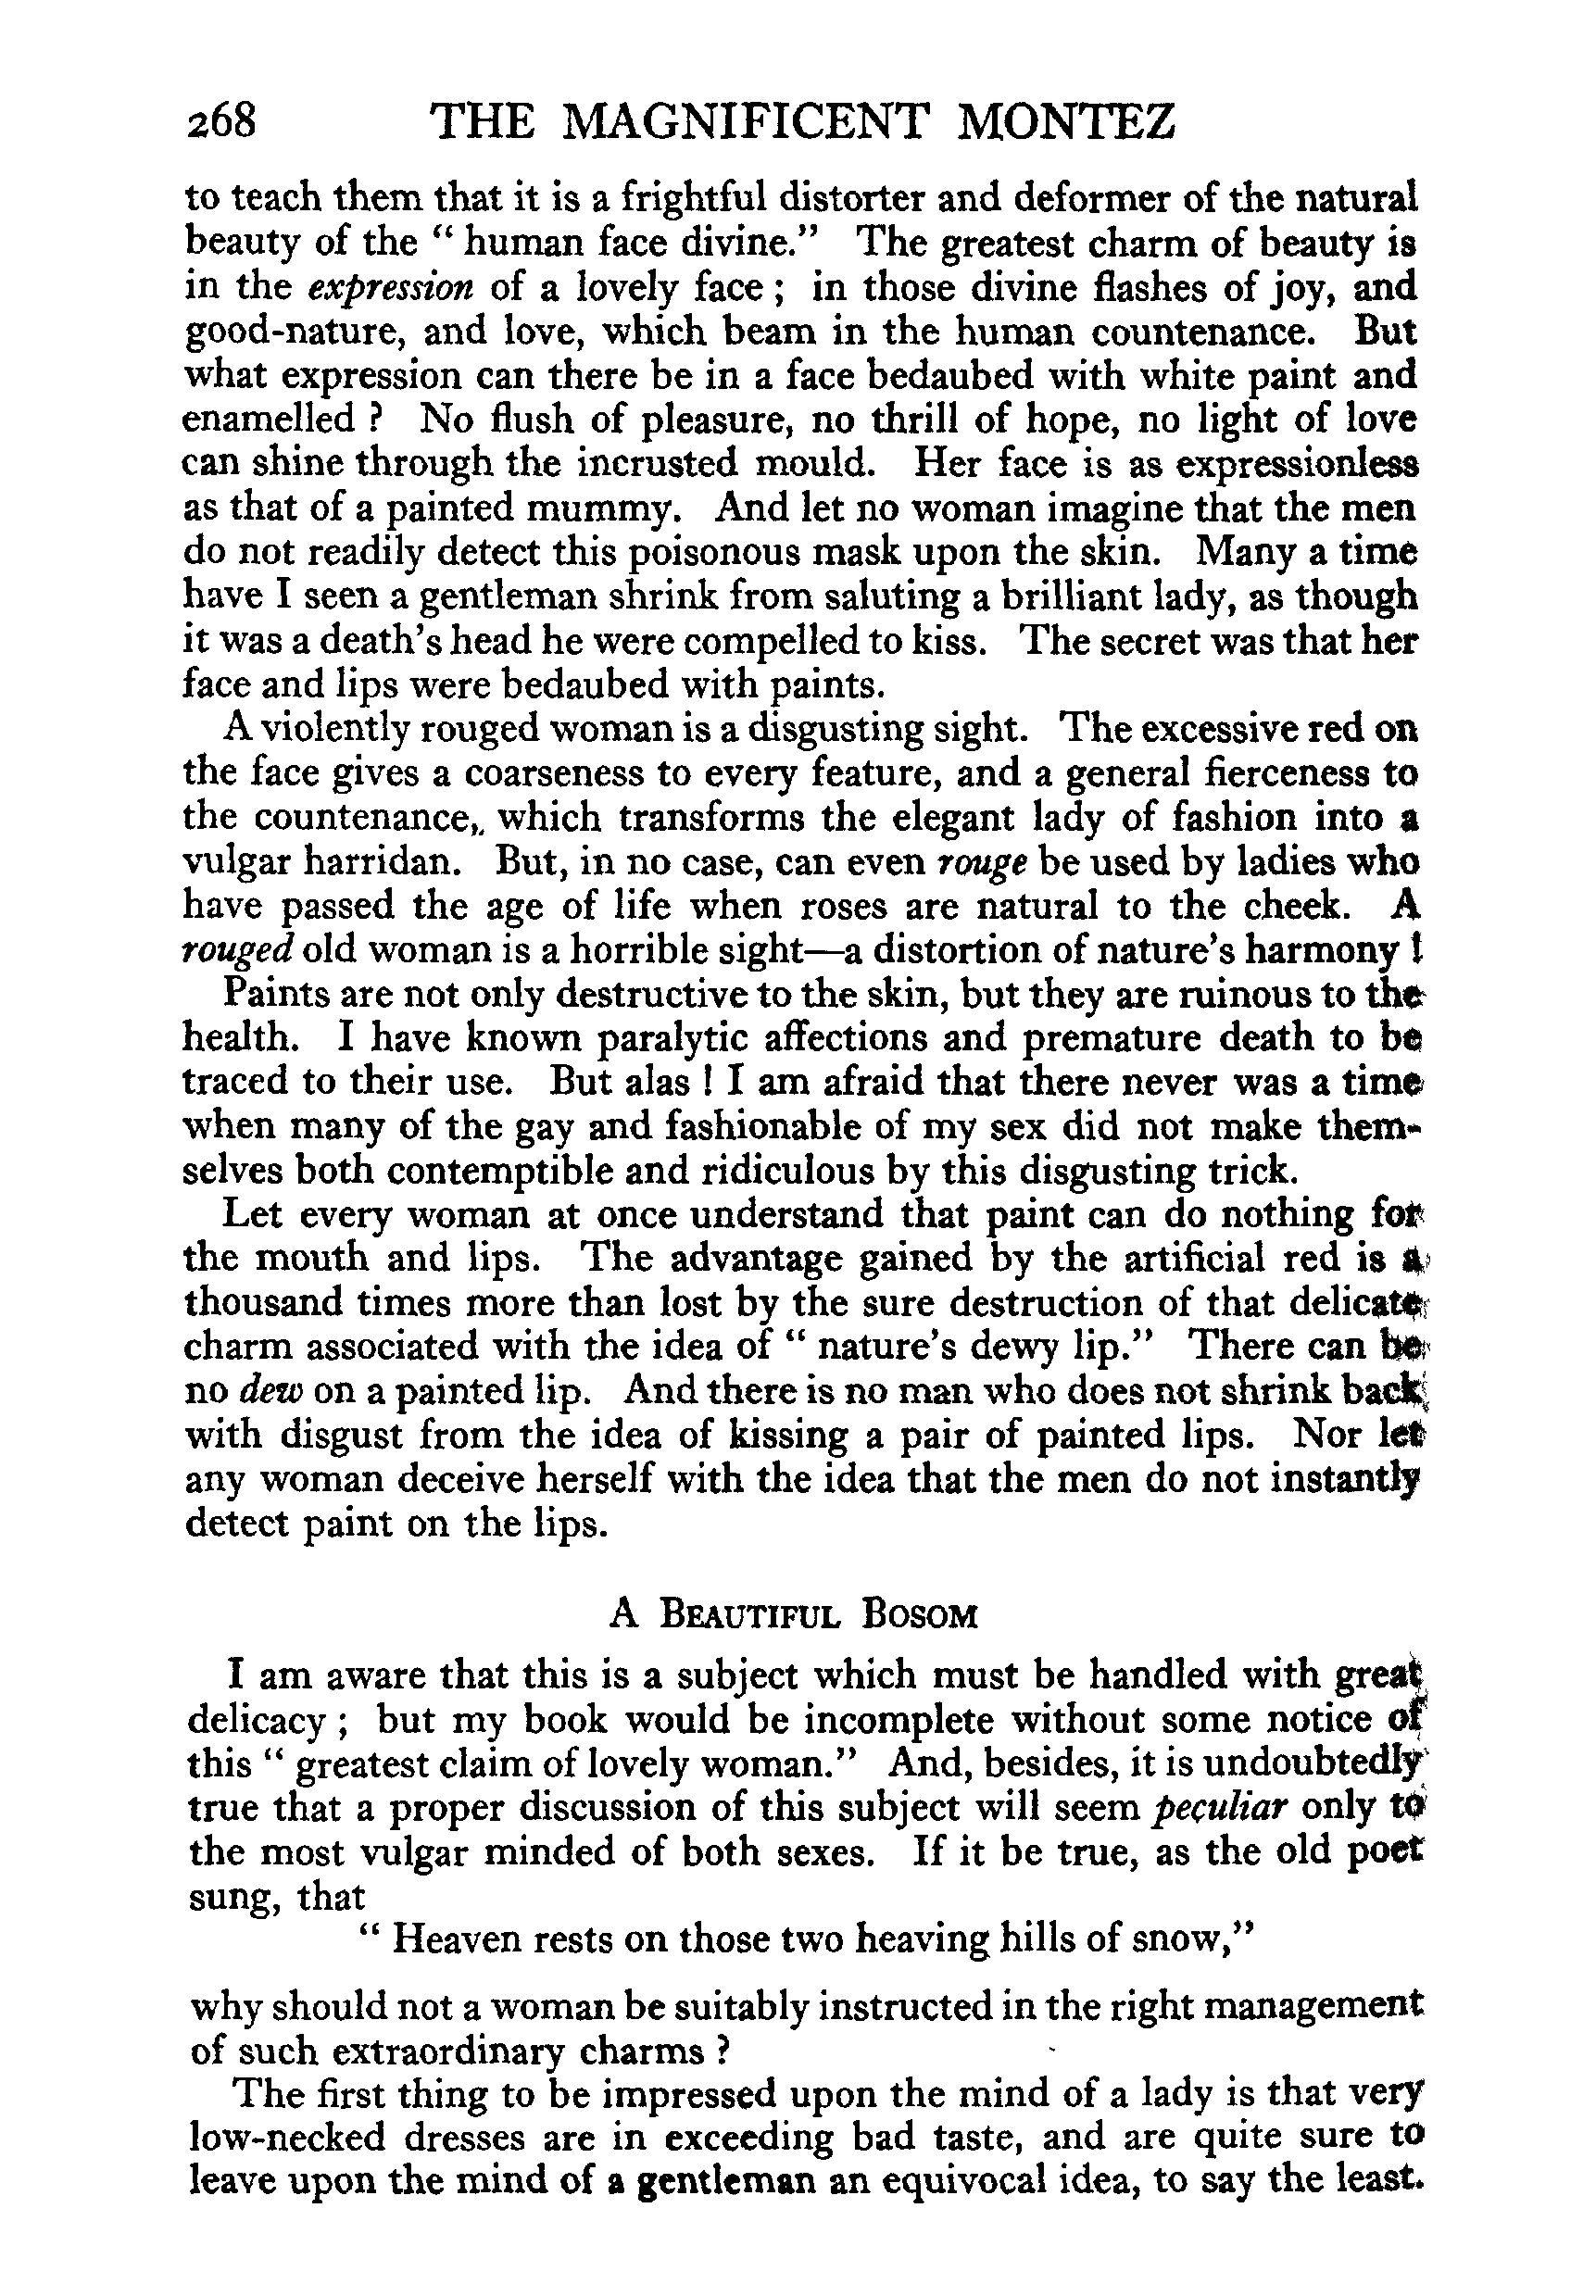 268 THE MAGNIFICENT MONTEZ
to teach them that it is a frightful distorter and deformer of the natural
beauty of the “ human face divine.” The greatest charm of beauty is
in the expression of a lovely face ; in those divine flashes of joy, and
good-nature, and love, which beam in the human countenance. But
what expression can there be in a face bedaubed with white paint and
enamelled ? No flush of pleasure, no thrill of hope, no light of love
can shine through the incrusted mould. Her face is as expressionless
as that of a painted mummy. And let no woman imagine that the men
do not readily detect this poisonous mask upon the skin. Many a time
have I seen a gentleman shrink from saluting a brilliant lady, as though
it was a death’s head he were compelled to kiss. The secret was that her
face and lips were bedaubed with paints.
A violently rouged woman is a disgusting sight. The excessive red on
the face gives a coarseness to every feature, and a general fierceness to
the countenance, which transforms the elegant lady of fashion into a
vulgar harridan. But, in no case, can even rouge be used by ladies who
have passed the age of life when roses are natural to the cheek. A
rouged old woman is a horrible sight—a distortion of nature’s harmony !
Paints are not only destructive to the skin, but they are ruinous to the
health. I have known paralytic affections and premature death to be
traced to their use. But alas ! I am afraid that there never was a time
when many of the gay and fashionable of my sex did not make them-
selves both contemptible and ridiculous by this disgusting trick.
Let every woman at once understand that paint can do nothing for
the mouth and lips. The advantage gained by the artificial red is a
thousand times more than lost by the sure destruction of that delicate
charm associated with the idea of “ nature’s dewy lip.” There can be
no dew on a painted lip. And there is no man who does not shrink back
with disgust from the idea of kissing a pair of painted lips. Nor let
any woman deceive herself with the idea that the men do not instantly
detect paint on the lips.
A BEAUTIFUL BOSOM
I am aware that this is a subject which must be handled with great
delicacy ; but my book would be incomplete without some notice of
this “ greatest claim of lovely woman.” And, besides, it is undoubtedly
true that a proper discussion of this subject will seem peculiar only to
the most vulgar minded of both sexes. If it be true, as the old poet
sung, that
“ Heaven rests on those two heaving hills of snow,”
why should not a woman be suitably instructed in the right management
of such extraordinary charms ?
The first thing to be impressed upon the mind of a lady is that very
low-necked dresses are in exceeding bad taste, and are quite sure to
leave upon the mind of a gentleman an equivocal idea, to say the least.